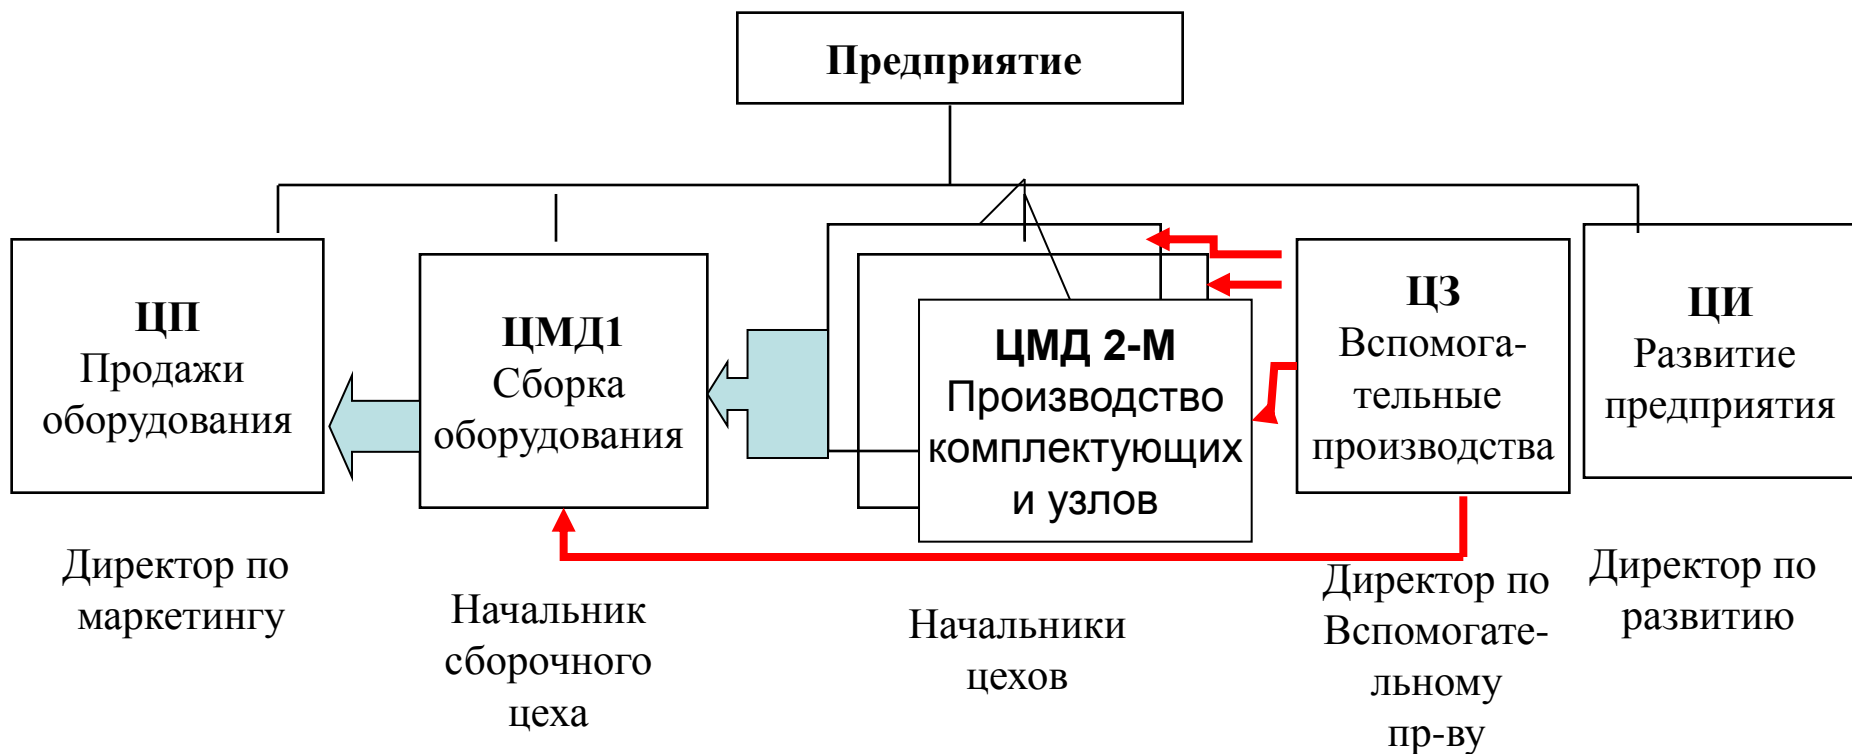 Предприятие
ЦП
Продажи
оборудования
ЦМД1
Сборка
оборудования
ЦМД 2-М
Производство
комплектующих
и узлов
ЦЗ
Вспомога-
тельные
производства
ЦИ
Развитие
предприятия
Директор по
маркетингу
Начальник
сборочного
цеха
Начальники
цехов
Директор по
Вспомогате-
льному
пр-ву
Директор по
развитию